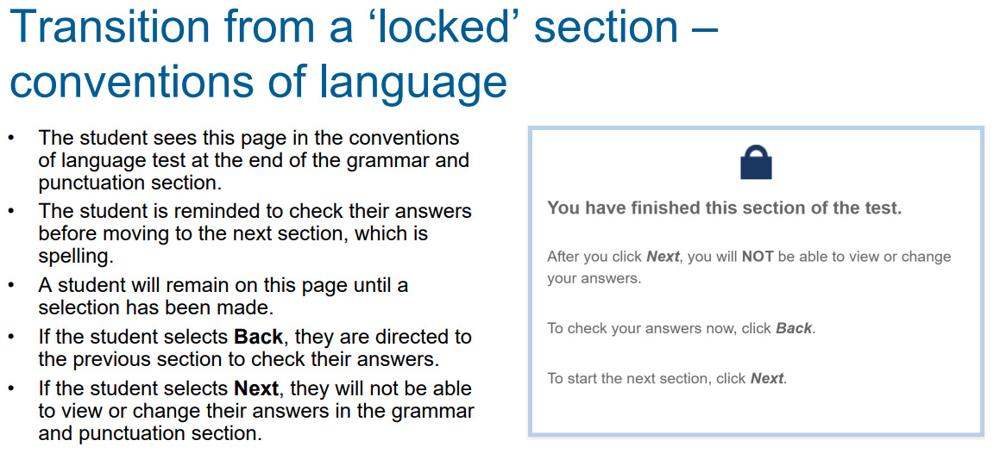 Transition from a ‘locked’ section –
conventions of language
• The student sees this page in the conventions
of language test at the end of the grammar and
punctuation section.
• The student is reminded to check their answers
before moving to the next section, which is
spelling.
• A student will remain on this page until a
selection has been made.
• If the student selects Back, they are directed to
the previous section to check their answers.
• If the student selects Next, they will not be able
to view or change their answers in the grammar
and punctuation section.
You have finished this section of the test.
After you click Next, you will NOT be able to view or change
your answers.
To check your answers now, click Back.
To start the next section, click Next.